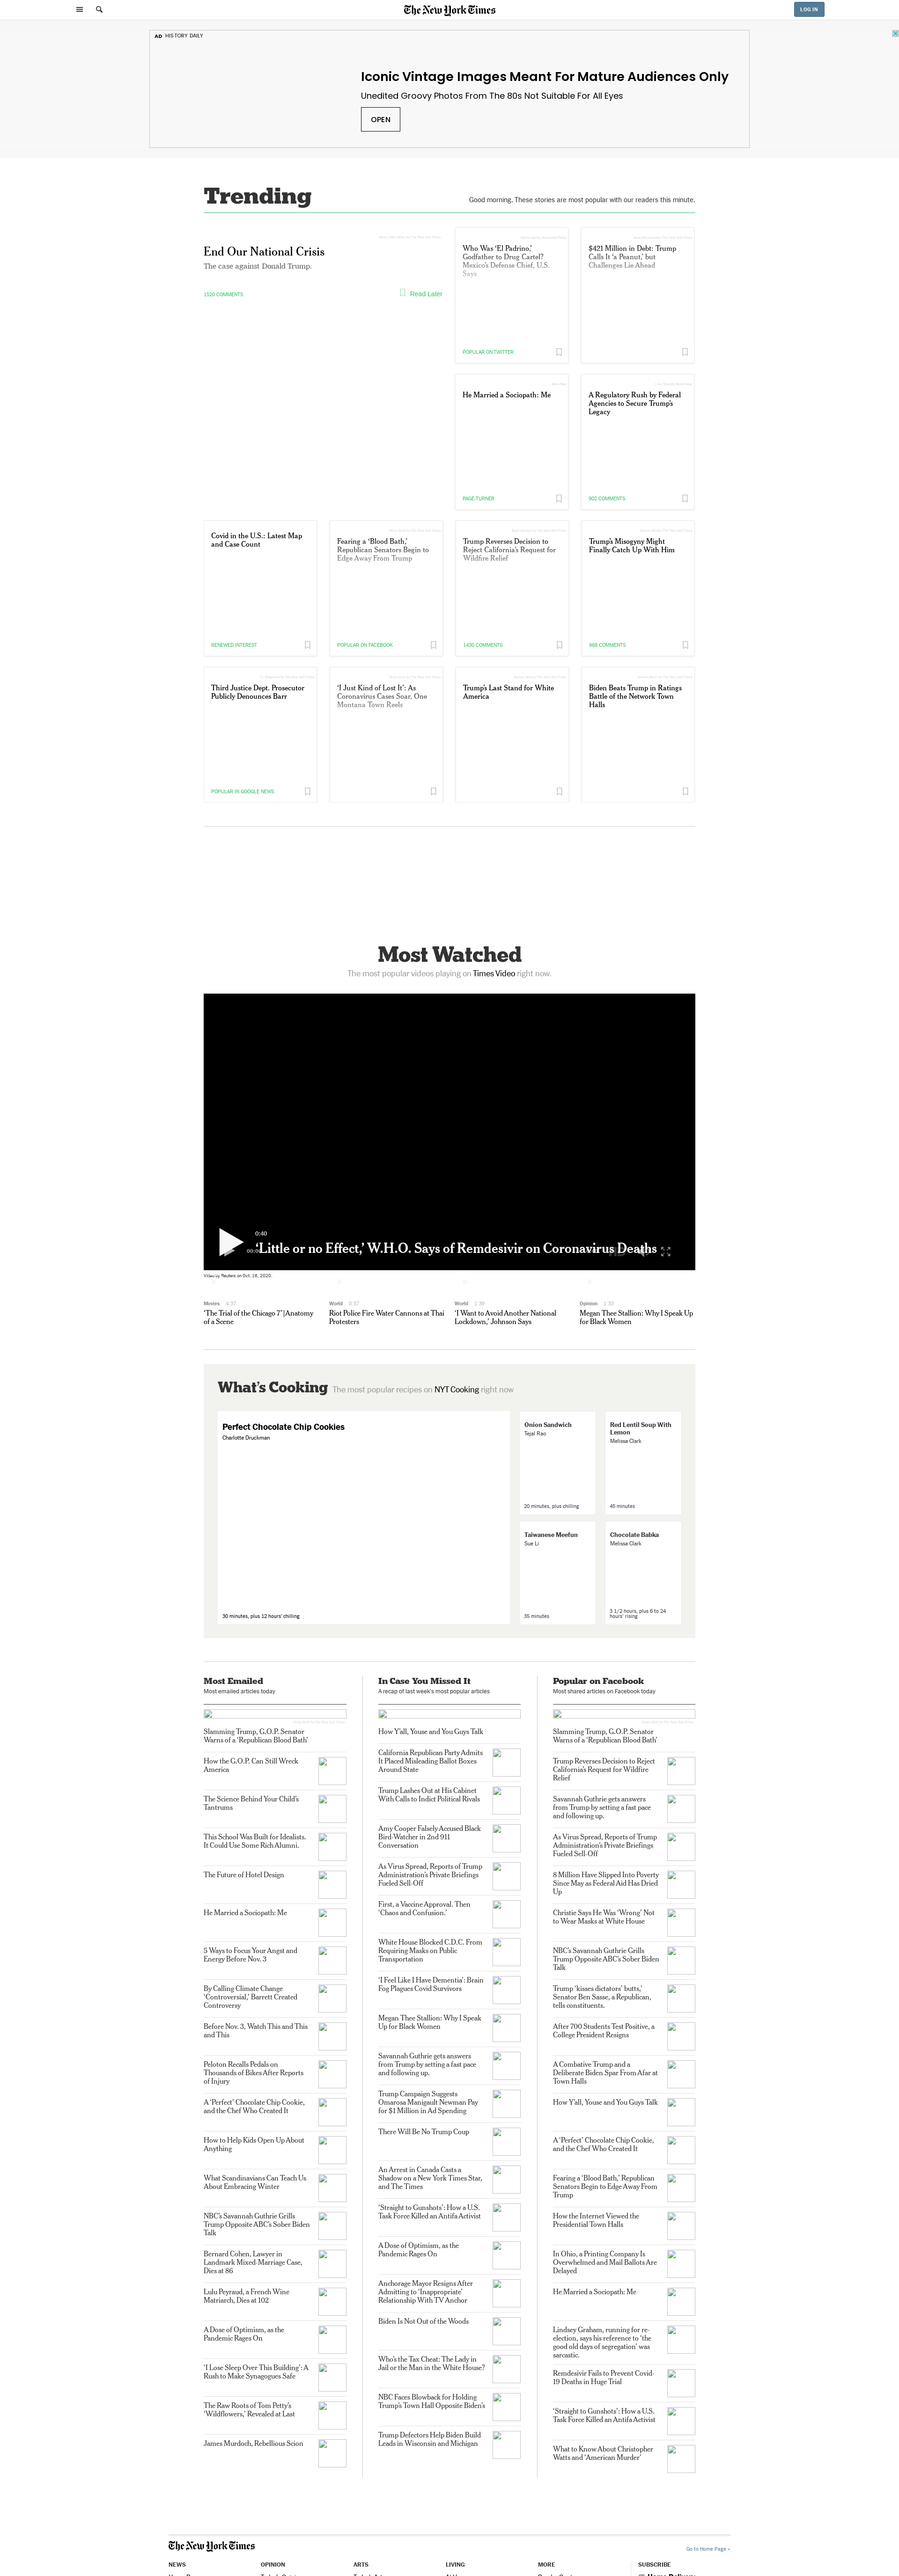 The New York Times
LOG IN
AD HISTORY DAILY
Iconic Vintage Images Meant For Mature Audiences Only
Unedited Groovy Photos From The 80s Not Suitable For All Eyes
OPEN
Trending
Good morning. These stories are most popular with our readers this minute.
End Our National Crisis
The case against Donald Trump.
1520 COMMENTS
Read Later
Who Was ‘El Padrino,’
Godfather to Drug Cartel?
Mexico's Defense Chief, U.S.
Says
POPULAR ON TWITTER
$421 Million in Debt: Trump
Calls It ‘a Peanut,’ but
Challenges Lie Ahead
He Married a Sociopath: Me
PAGE-TURNER
A Regulatory Rush by Federal
Agencies to Secure Trump's
Legacy
902 COMMENTS
Covid in the U.S.: Latest Map
and Case Count
RENEWED INTEREST
Fearing a ‘Blood Bath,’
Republican Senators Begin to
Edge Away From Trump
POPULAR ON FACEBOOK
Trump Reverses Decision to
Reject California's Request for
Wildfire Relief
1430 COMMENTS
Trump's Misogyny Might
Finally Catch Up With Him
968 COMMENTS
Third Justice Dept. Prosecutor
Publicly Denounces Barr
POPULAR IN GOOGLE NEWS
‘I Just Kind of Lost It’: As
Coronavirus Cases Soar, One
Montana Town Reels
Trump's Last Stand for White
America
Biden Beats Trump in Ratings
Battle of the Network Town
Halls
Most Watched
The most popular videos playing on Times Video right now.
0:40
‘Little or no Effect,’ W.H.O. Says of Remdesivir on Coronavirus Deaths
Video by Reuters on Oct. 16, 2020.
Movies 4:37
‘The Trial of the Chicago 7’ | Anatomy
of a Scene
World 0:57
Riot Police Fire Water Cannons at Thai
Protesters
World 1:39
‘I Want to Avoid Another National
Lockdown,’ Johnson Says
Opinion 1:33
Megan Thee Stallion: Why I Speak Up
for Black Women
What's Cooking The most popular recipes on NYT Cooking right now
Perfect Chocolate Chip Cookies
Charlotte Druckman
30 minutes, plus 12 hours' chilling
Onion Sandwich
Tejal Rao
20 minutes, plus chilling
Red Lentil Soup With
Lemon
Melissa Clark
45 minutes
Taiwanese Meefun
Sue Li
35 minutes
Chocolate Babka
Melissa Clark
3 1/2 hours, plus 6 to 24
hours' rising
Most Emailed
Most emailed articles today
Slamming Trump, G.O.P. Senator
Warns of a ‘Republican Blood Bath’
How the G.O.P. Can Still Wreck
America
The Science Behind Your Child's
Tantrums
This School Was Built for Idealists.
It Could Use Some Rich Alumni.
The Future of Hotel Design
He Married a Sociopath: Me
5 Ways to Focus Your Angst and
Energy Before Nov. 3
By Calling Climate Change
‘Controversial,’ Barrett Created
Controversy
Before Nov. 3, Watch This and This
and This
Peloton Recalls Pedals on
Thousands of Bikes After Reports
of Injury
A ‘Perfect’ Chocolate Chip Cookie,
and the Chef Who Created It
How to Help Kids Open Up About
Anything
What Scandinavians Can Teach Us
About Embracing Winter
NBC's Savannah Guthrie Grills
Trump Opposite ABC's Sober Biden
Talk
Bernard Cohen, Lawyer in
Landmark Mixed-Marriage Case,
Dies at 86
Lulu Peyraud, a French Wine
Matriarch, Dies at 102
A Dose of Optimism, as the
Pandemic Rages On
‘I Lose Sleep Over This Building’: A
Rush to Make Synagogues Safe
The Raw Roots of Tom Petty's
‘Wildflowers,’ Revealed at Last
James Murdoch, Rebellious Scion
In Case You Missed It
A recap of last week's most popular articles
How Y'all, Youse and You Guys Talk
California Republican Party Admits
It Placed Misleading Ballot Boxes
Around State
Trump Lashes Out at His Cabinet
With Calls to Indict Political Rivals
Amy Cooper Falsely Accused Black
Bird-Watcher in 2nd 911
Conversation
As Virus Spread, Reports of Trump
Administration's Private Briefings
Fueled Sell-Off
First, a Vaccine Approval. Then
‘Chaos and Confusion.’
White House Blocked C.D.C. From
Requiring Masks on Public
Transportation
‘I Feel Like I Have Dementia’: Brain
Fog Plagues Covid Survivors
Megan Thee Stallion: Why I Speak
Up for Black Women
Savannah Guthrie gets answers
from Trump by setting a fast pace
and following up.
Trump Campaign Suggests
Omarosa Manigault Newman Pay
for $1 Million in Ad Spending
There Will Be No Trump Coup
An Arrest in Canada Casts a
Shadow on a New York Times Star,
and The Times
‘Straight to Gunshots’: How a U.S.
Task Force Killed an Antifa Activist
A Dose of Optimism, as the
Pandemic Rages On
Anchorage Mayor Resigns After
Admitting to ‘Inappropriate’
Relationship With TV Anchor
Biden Is Not Out of the Woods
Who's the Tax Cheat: The Lady in
Jail or the Man in the White House?
NBC Faces Blowback for Holding
Trump's Town Hall Opposite Biden's
Trump Defectors Help Biden Build
Leads in Wisconsin and Michigan
Popular on Facebook
Most shared articles on Facebook today
Slamming Trump, G.O.P. Senator
Warns of a ‘Republican Blood Bath’
Trump Reverses Decision to Reject
California's Request for Wildfire
Relief
Savannah Guthrie gets answers
from Trump by setting a fast pace
and following up.
As Virus Spread, Reports of Trump
Administration's Private Briefings
Fueled Sell-Off
8 Million Have Slipped Into Poverty
Since May as Federal Aid Has Dried
Up
Christie Says He Was ‘Wrong’ Not
to Wear Masks at White House
NBC's Savannah Guthrie Grills
Trump Opposite ABC's Sober Biden
Talk
Trump ‘kisses dictators’ butts,’
Senator Ben Sasse, a Republican,
tells constituents.
After 700 Students Test Positive, a
College President Resigns
A Combative Trump and a
Deliberate Biden Spar From Afar at
Town Halls
How Y'all, Youse and You Guys Talk
A ‘Perfect’ Chocolate Chip Cookie,
and the Chef Who Created It
Fearing a ‘Blood Bath,’ Republican
Senators Begin to Edge Away From
Trump
How the Internet Viewed the
Presidential Town Halls
In Ohio, a Printing Company Is
Overwhelmed and Mail Ballots Are
Delayed
He Married a Sociopath: Me
Lindsey Graham, running for re-
election, says his reference to ‘the
good old days of segregation’ was
sarcastic.
Remdesivir Fails to Prevent Covid-
19 Deaths in Huge Trial
‘Straight to Gunshots’: How a U.S.
Task Force Killed an Antifa Activist
What to Know About Christopher
Watts and ‘American Murder’
The New York Times
Go to Home Page »
NEWS
OPINION
ARTS
LIVING
MORE
SUBSCRIBE